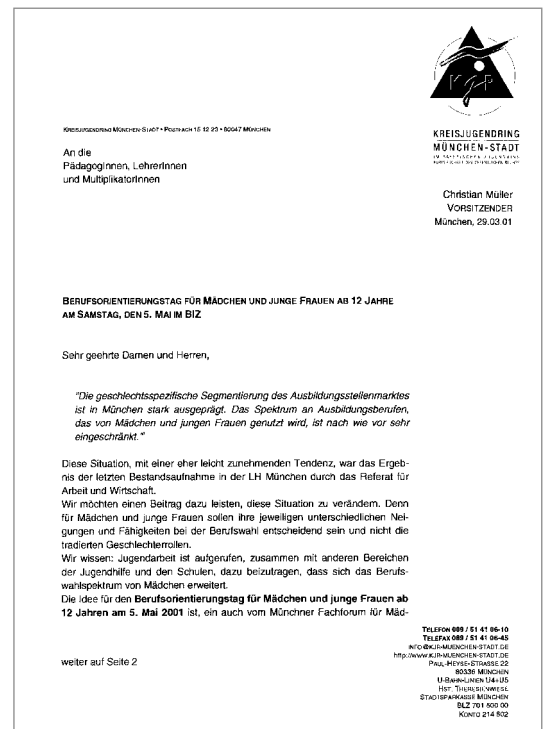 KJR
KREISJUGENDRING
MÜNCHEN-STADT
KREISJUGENDRING MÜNCHEN-STADT • POSTFACH 15 12 23 • 80047 MÜNCHEN
An die
PädagogInnen, LehrerInnen
und MultiplikatorInnen
Christian Müller
VORSITZENDER
München, 29.03.01
BERUFSORIENTIERUNGSTAG FÜR MÄDCHEN UND JUNGE FRAUEN AB 12 JAHRE
AM SAMSTAG, DEN 5. MAI IM BIZ
Sehr geehrte Damen und Herren,
"Die geschlechtsspezifische Segmentierung des Ausbildungsstellenmarktes
ist in München stark ausgeprägt. Das Spektrum an Ausbildungsberufen,
das von Mädchen und jungen Frauen genutzt wird, ist nach wie vor sehr
eingeschränkt."
Diese Situation, mit einer eher leicht zunehmenden Tendenz, war das Ergeb-
nis der letzten Bestandsaufnahme in der LH München durch das Referat für
Arbeit und Wirtschaft.
Wir möchten einen Beitrag dazu leisten, diese Situation zu verändern. Denn
für Mädchen und junge Frauen sollen ihre jeweiligen unterschiedlichen Nei-
gungen und Fähigkeiten bei der Berufswahl entscheidend sein und nicht die
tradierten Geschlechterrollen.
Wir wissen: Jugendarbeit ist aufgerufen, zusammen mit anderen Bereichen
der Jugendhilfe und den Schulen, dazu beizutragen, dass sich das Berufs-
wahlspektrum von Mädchen erweitert.
Die Idee für den Berufsorientierungstag für Mädchen und junge Frauen ab
12 Jahren am 5. Mai 2001 ist, ein auch vom Münchner Fachforum für Mäd-
weiter auf Seite 2
TELEFON 089 / 51 41 06-10
TELEFAX 089 / 51 41 06-45
INFO@KJR-MUENCHEN-STADT.DE
http://WWW.KJR-MUENCHEN-STADT.DE
PAUL-HEYSE-STRASSE 22
80336 MÜNCHEN
U-BAHN-LINIEN U4+U5
HST. THERESIENWIESE
STADTSPARKASSE MÜNCHEN
BLZ 701 500 00
KONTO 214 502